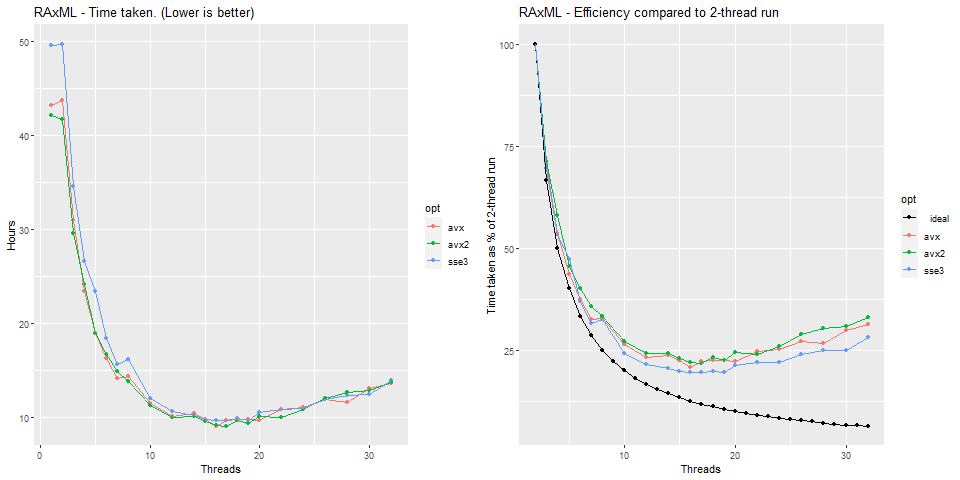 RAxML - Time taken. (Lower is better)
50
40
30
20
10
0
10
20
30
Hours
Threads
opt
avx
avx2
sse3
RAxML - Efficiency compared to 2-thread run
100
75
50
25
10
20
30
Time taken as % of 2-thread run
Threads
opt
ideal
avx
avx2
sse3